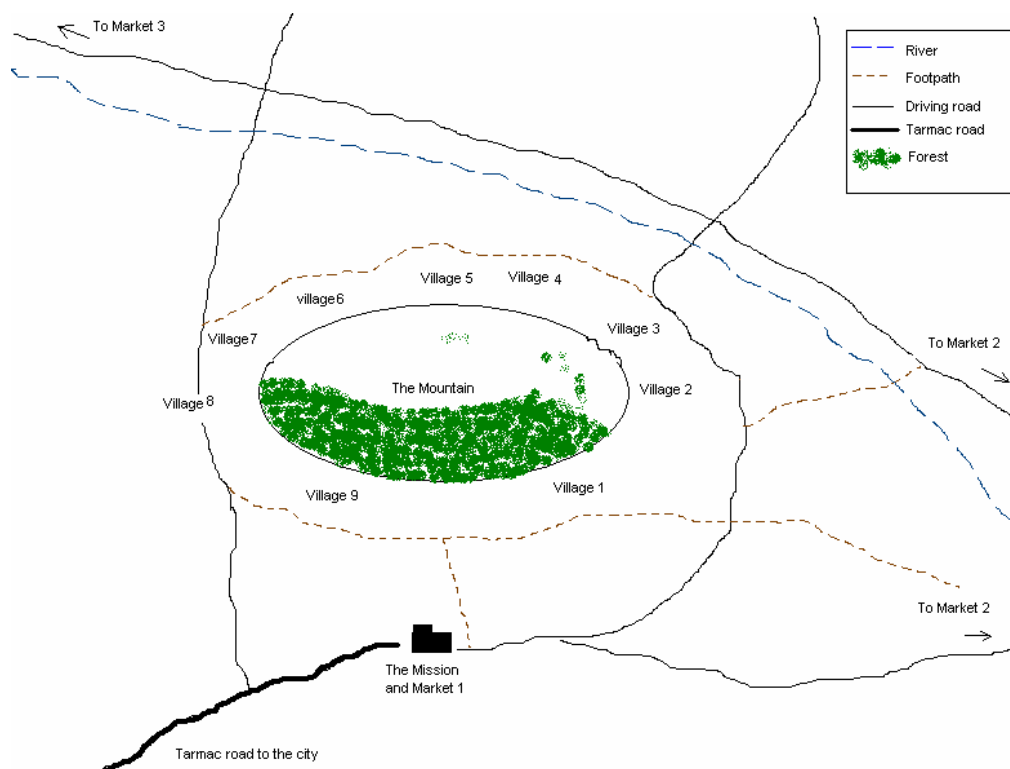 To Market 3
River
Footpath
Driving road
Tarmac road
Forest
Village 5
Village 4
village6
Village 3
Village7
To Market 2
The Mountain
Village 2
Village 8
Village 9
Village 1
To Market 2
The Mission
and Market 1
Tarmac road to the city